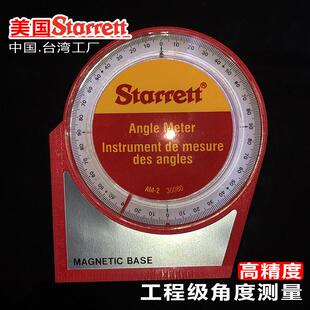 美国Starrett
中国.台湾工厂
Starrett®
Angle Meter
Instrument de mesure
des angles
AM-2 36080
MAGNETIC BASE
高精度
工程级角度测量